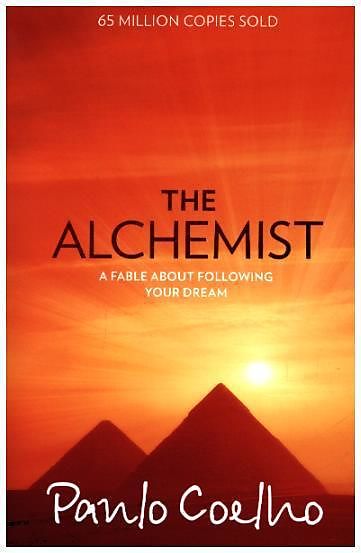 65 MILLION COPIES SOLD
THE
ALCHEMIST
A FABLE ABOUT FOLLOWING
YOUR DREAM
Paulo Coelho